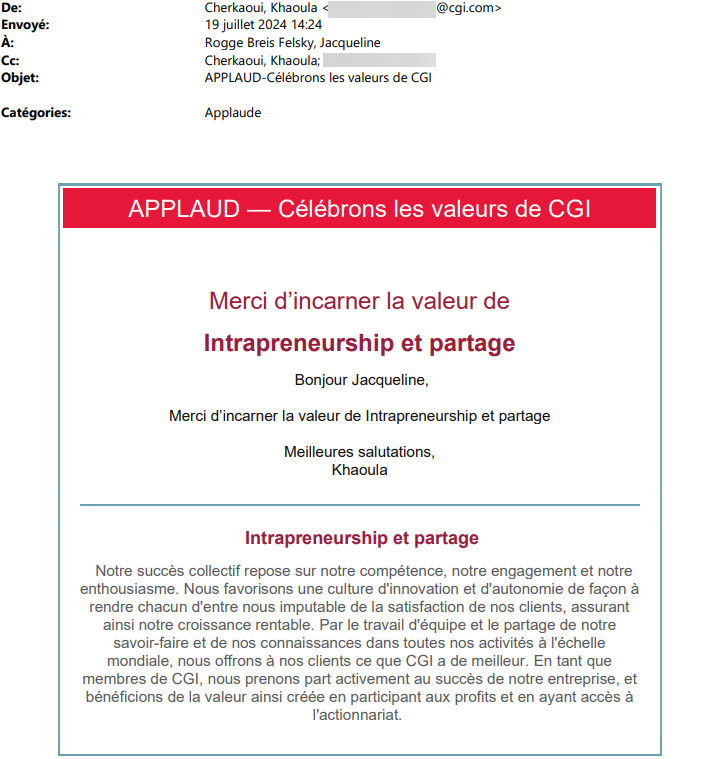 De: Cherkaoui, Khaoula < @cgi.com>
Envoyé: 19 juillet 2024 14:24
À: Rogge Breis Felsky, Jacqueline
Cc: Cherkaoui, Khaoula;
Objet: APPLAUD-Célébrons les valeurs de CGI
Catégories: Applaude
APPLAUD — Célébrons les valeurs de CGI
Merci d’incarner la valeur de
Intrapreneurship et partage
Bonjour Jacqueline,
Merci d’incarner la valeur de Intrapreneurship et partage
Meilleures salutations,
Khaoula
Intrapreneurship et partage
Notre succès collectif repose sur notre compétence, notre engagement et notre
enthousiasme. Nous favorisons une culture d'innovation et d'autonomie de façon à
rendre chacun d'entre nous imputable de la satisfaction de nos clients, assurant
ainsi notre croissance rentable. Par le travail d'équipe et le partage de notre
savoir-faire et de nos connaissances dans toutes nos activités à l'échelle
mondiale, nous offrons à nos clients ce que CGI a de meilleur. En tant que
membres de CGI, nous prenons part activement au succès de notre entreprise, et
bénéficions de la valeur ainsi créée en participant aux profits et en ayant accès à
l'actionnariat.